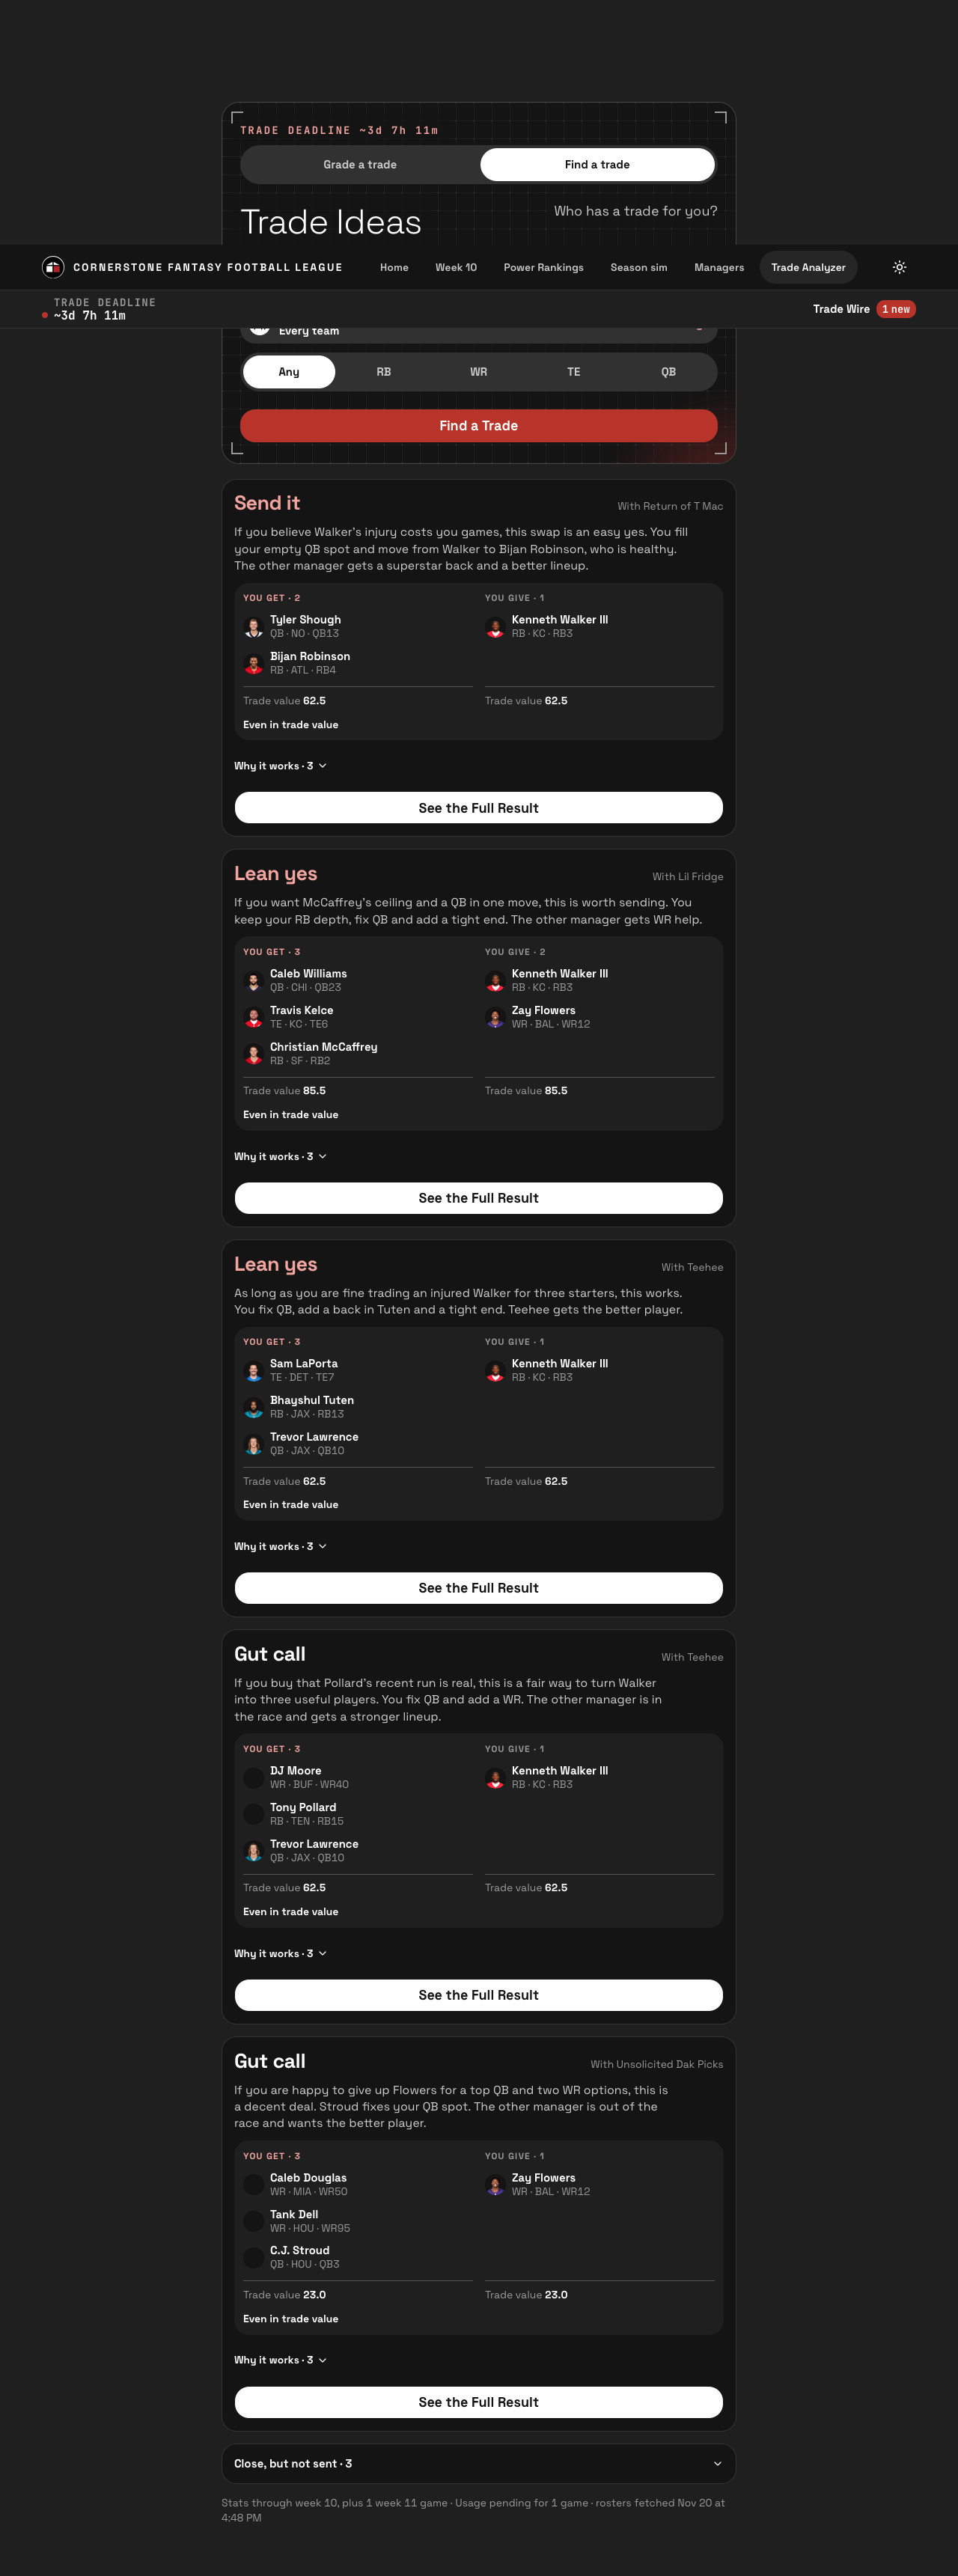 TRADE DEADLINE ~3d 7h 11m
Grade a trade
Find a trade
Trade Ideas
Who has a trade for you?
CORNERSTONE FANTASY FOOTBALL LEAGUE
Home
Week 10
Power Rankings
Season sim
Managers
Trade Analyzer
TRADE DEADLINE
~3d 7h 11m
Trade Wire
1 new
Every team
Any
RB
WR
TE
QB
Find a Trade
Send it
With Return of T Mac
If you believe Walker's injury costs you games, this swap is an easy yes. You fill
your empty QB spot and move from Walker to Bijan Robinson, who is healthy.
The other manager gets a superstar back and a better lineup.
YOU GET · 2
Tyler Shough
QB · NO · QB13
Bijan Robinson
RB · ATL · RB4
Trade value 62.5
Even in trade value
YOU GIVE · 1
Kenneth Walker III
RB · KC · RB3
Trade value 62.5
Why it works · 3
See the Full Result
Lean yes
With Lil Fridge
If you want McCaffrey's ceiling and a QB in one move, this is worth sending. You
keep your RB depth, fix QB and add a tight end. The other manager gets WR help.
YOU GET · 3
Caleb Williams
QB · CHI · QB23
Travis Kelce
TE · KC · TE6
Christian McCaffrey
RB · SF · RB2
Trade value 85.5
Even in trade value
YOU GIVE · 2
Kenneth Walker III
RB · KC · RB3
Zay Flowers
WR · BAL · WR12
Trade value 85.5
Why it works · 3
See the Full Result
Lean yes
With Teehee
As long as you are fine trading an injured Walker for three starters, this works.
You fix QB, add a back in Tuten and a tight end. Teehee gets the better player.
YOU GET · 3
Sam LaPorta
TE · DET · TE7
Bhayshul Tuten
RB · JAX · RB13
Trevor Lawrence
QB · JAX · QB10
Trade value 62.5
Even in trade value
YOU GIVE · 1
Kenneth Walker III
RB · KC · RB3
Trade value 62.5
Why it works · 3
See the Full Result
Gut call
With Teehee
If you buy that Pollard's recent run is real, this is a fair way to turn Walker
into three useful players. You fix QB and add a WR. The other manager is in
the race and gets a stronger lineup.
YOU GET · 3
DJ Moore
WR · BUF · WR40
Tony Pollard
RB · TEN · RB15
Trevor Lawrence
QB · JAX · QB10
Trade value 62.5
Even in trade value
YOU GIVE · 1
Kenneth Walker III
RB · KC · RB3
Trade value 62.5
Why it works · 3
See the Full Result
Gut call
With Unsolicited Dak Picks
If you are happy to give up Flowers for a top QB and two WR options, this is
a decent deal. Stroud fixes your QB spot. The other manager is out of the
race and wants the better player.
YOU GET · 3
Caleb Douglas
WR · MIA · WR50
Tank Dell
WR · HOU · WR95
C.J. Stroud
QB · HOU · QB3
Trade value 23.0
Even in trade value
YOU GIVE · 1
Zay Flowers
WR · BAL · WR12
Trade value 23.0
Why it works · 3
See the Full Result
Close, but not sent · 3
Stats through week 10, plus 1 week 11 game · Usage pending for 1 game · rosters fetched Nov 20 at
4:48 PM